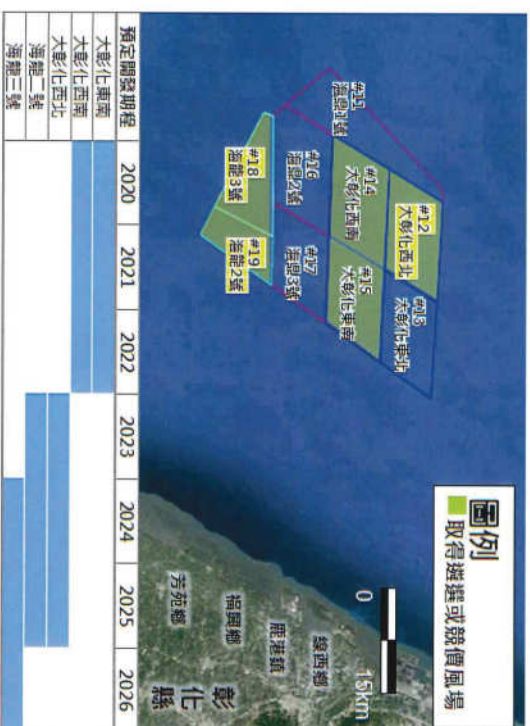 圖例
取得遴選或競價風場
#11
海鼎1號
#12
大彰化西北
#13
大彰化東北
#14
大彰化西南
#15
大彰化東南
#16
海鼎2號
#17
海鼎3號
#18
海龍3號
#19
海龍2號
0
15km
線西鄉
鹿港鎮
福興鄉
芳苑鄉
彰化縣
預定開發期程 2020 2021 2022 2023 2024 2025 2026
大彰化東南
大彰化西南
大彰化西北
海龍二號
海龍三號